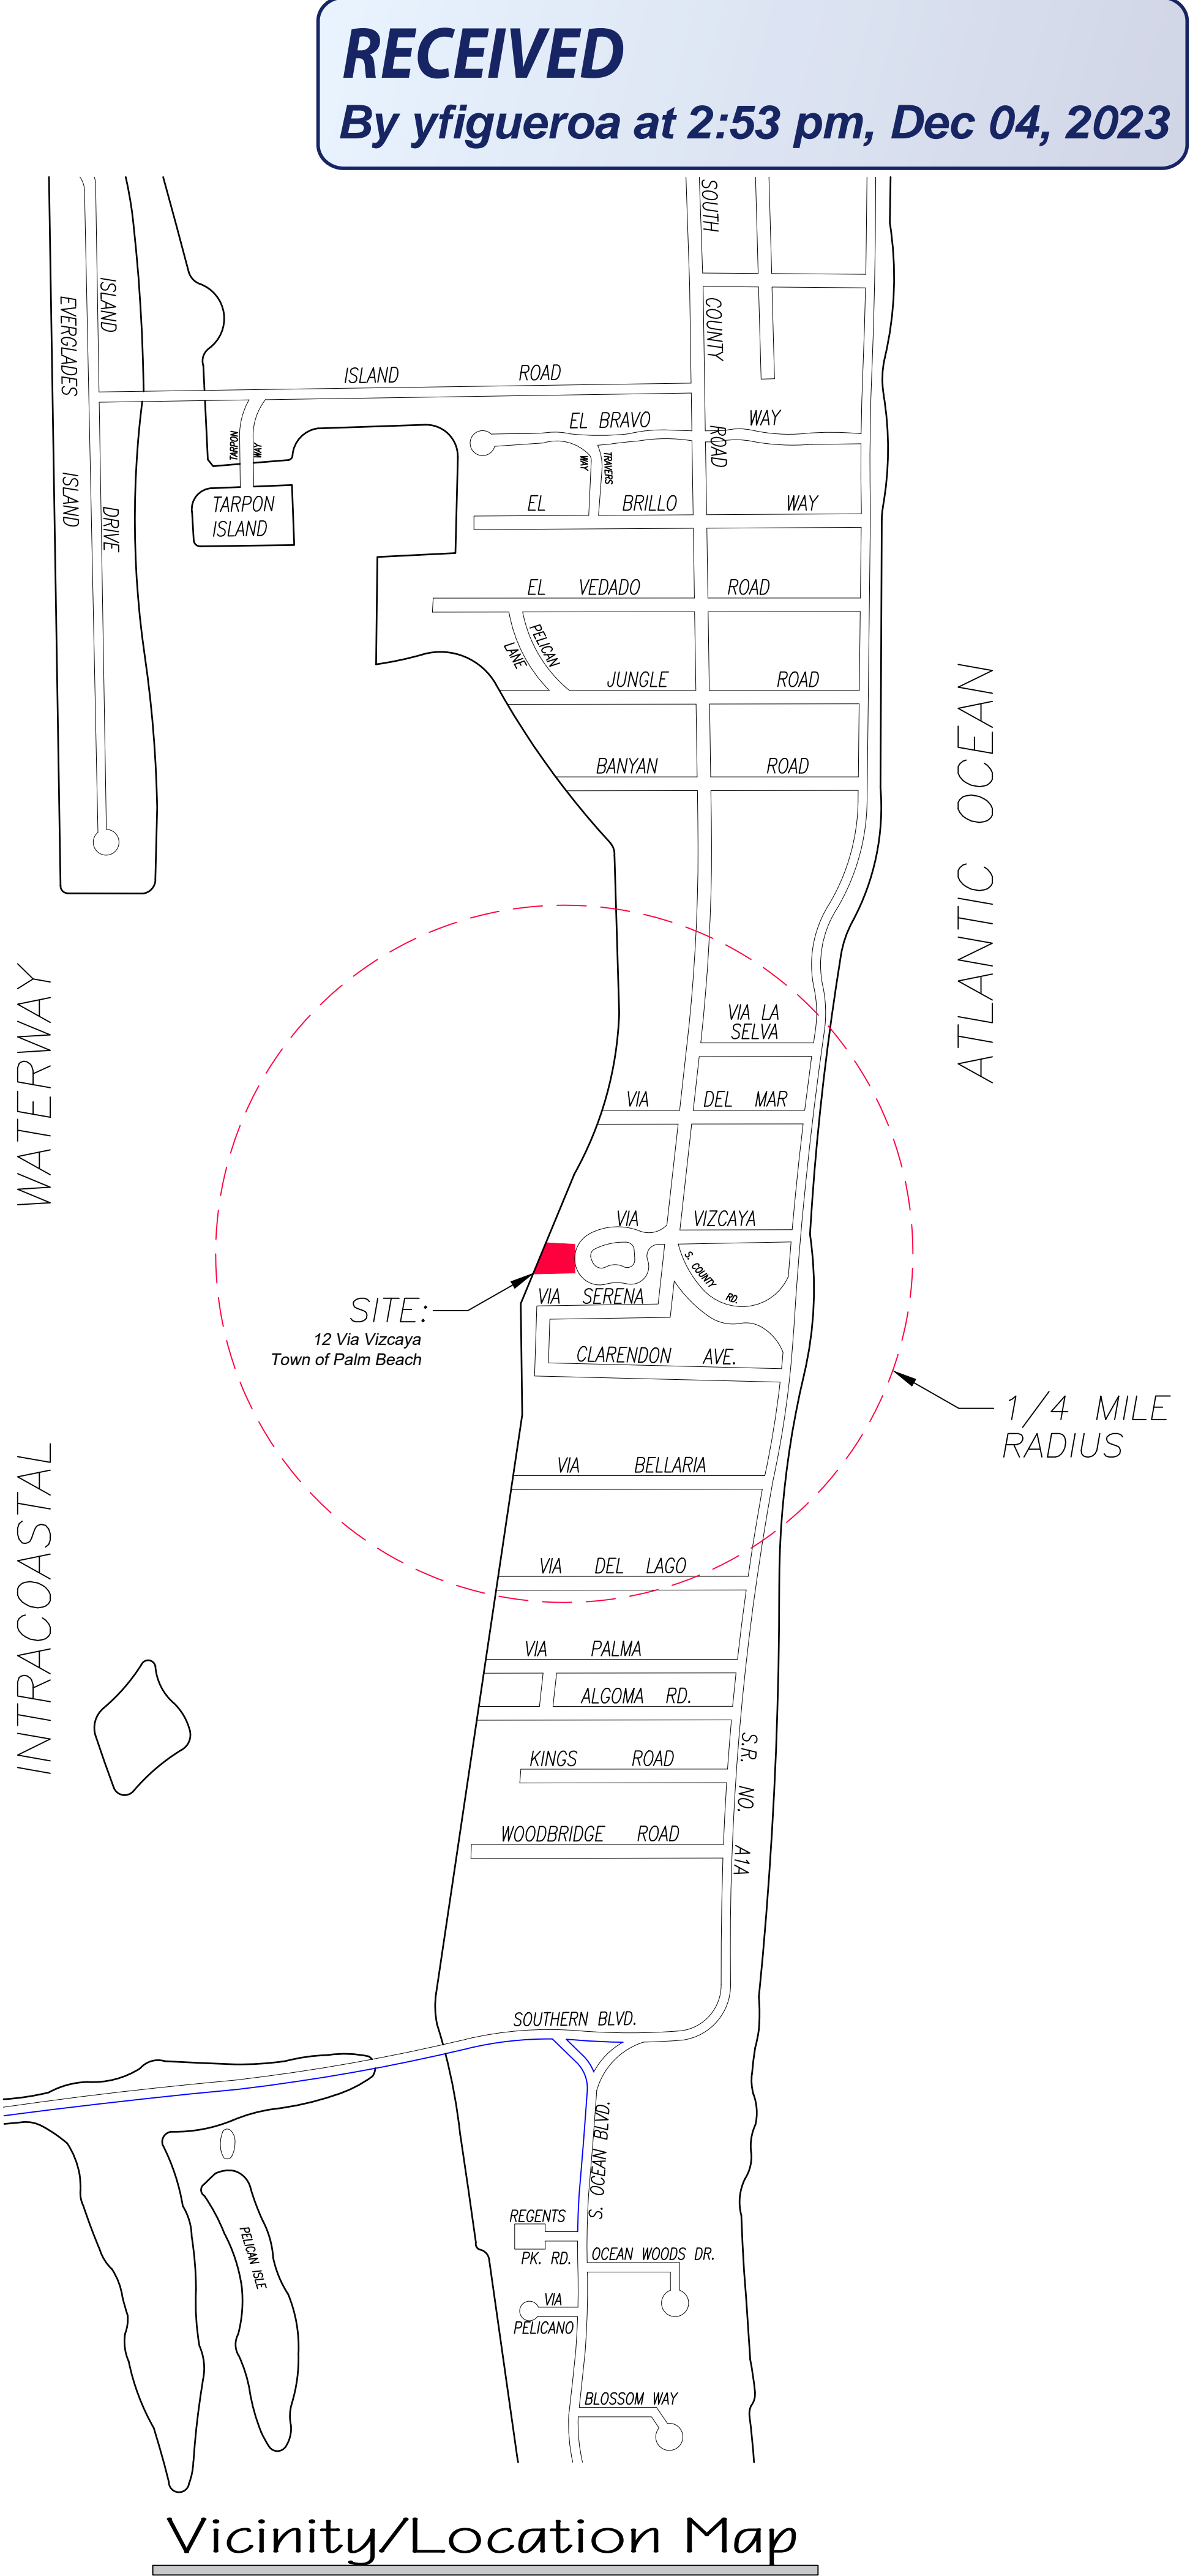 RECEIVED
By yfigueroa at 2:53 pm, Dec 04, 2023
SOUTH
COUNTY
ROAD
ISLAND
DRIVE
EVERGLADES
ISLAND
ISLAND ROAD
TARPON
WAY
TARPON
ISLAND
EL BRAVO WAY
TRAVERS
WAY
EL BRILLO WAY
EL VEDADO ROAD
PELICAN
LANE
JUNGLE ROAD
BANYAN ROAD
ATLANTIC OCEAN
INTRACOASTAL WATERWAY
VIA LA
SELVA
VIA DEL MAR
VIA VIZCAYA
S. COUNTY RD.
SITE:
12 Via Vizcaya
Town of Palm Beach
VIA SERENA
CLARENDON AVE.
1/4 MILE
RADIUS
VIA BELLARIA
VIA DEL LAGO
VIA PALMA
ALGOMA RD.
KINGS ROAD
S.R. NO. A1A
WOODBRIDGE ROAD
SOUTHERN BLVD.
S. OCEAN BLVD.
REGENTS
PK. RD.
OCEAN WOODS DR.
PELICAN ISLE
VIA
PELICANO
BLOSSOM WAY
Vicinity/Location Map